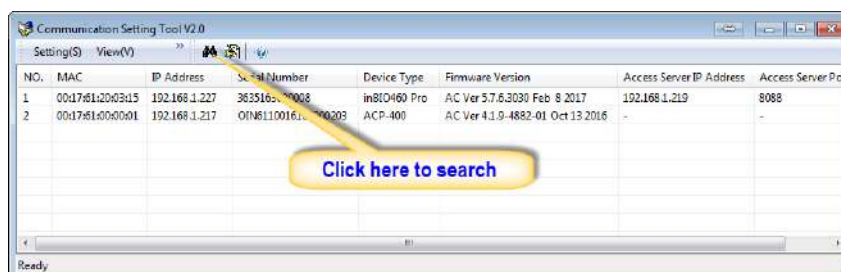 Communication Setting Tool V2.0
Setting(S) View(V) »
NO. MAC IP Address Serial Number Device Type Firmware Version Access Server IP Address Access Server Po
1 00:17:61:20:03:15 192.168.1.227 inBIO460 Pro AC Ver 5.7.6.3030 Feb 8 2017 192.168.1.219 8088
2 00:17:61:00:00:01 192.168.1.217 ACP-400 AC Ver 4.1.9-4882-01 Oct 13 2016 - -
Click here to search
Ready